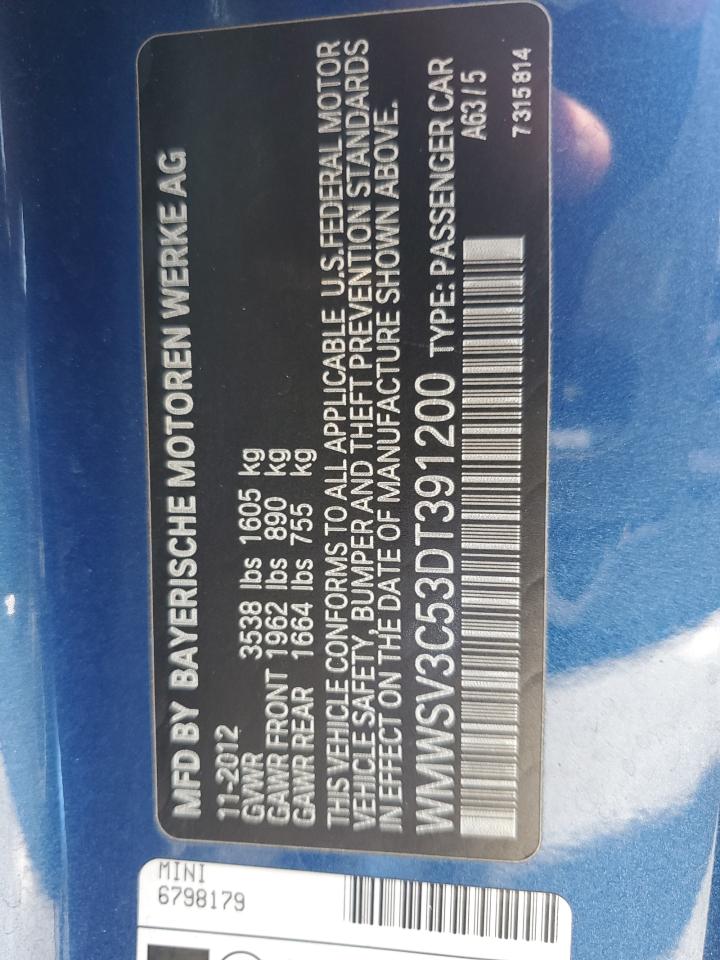 MFD BY BAYERISCHE MOTOREN WERKE AG
11-2012
GVWR 3538 lbs 1605 kg
GAWR FRONT 1962 lbs 890 kg
GAWR REAR 1664 lbs 755 kg
THIS VEHICLE CONFORMS TO ALL APPLICABLE U.S.FEDERAL MOTOR
VEHICLE SAFETY, BUMPER AND THEFT PREVENTION STANDARDS
IN EFFECT ON THE DATE OF MANUFACTURE SHOWN ABOVE.
WMWSV3C53DT391200 TYPE: PASSENGER CAR
A63/5
7315814
MINI
6798179